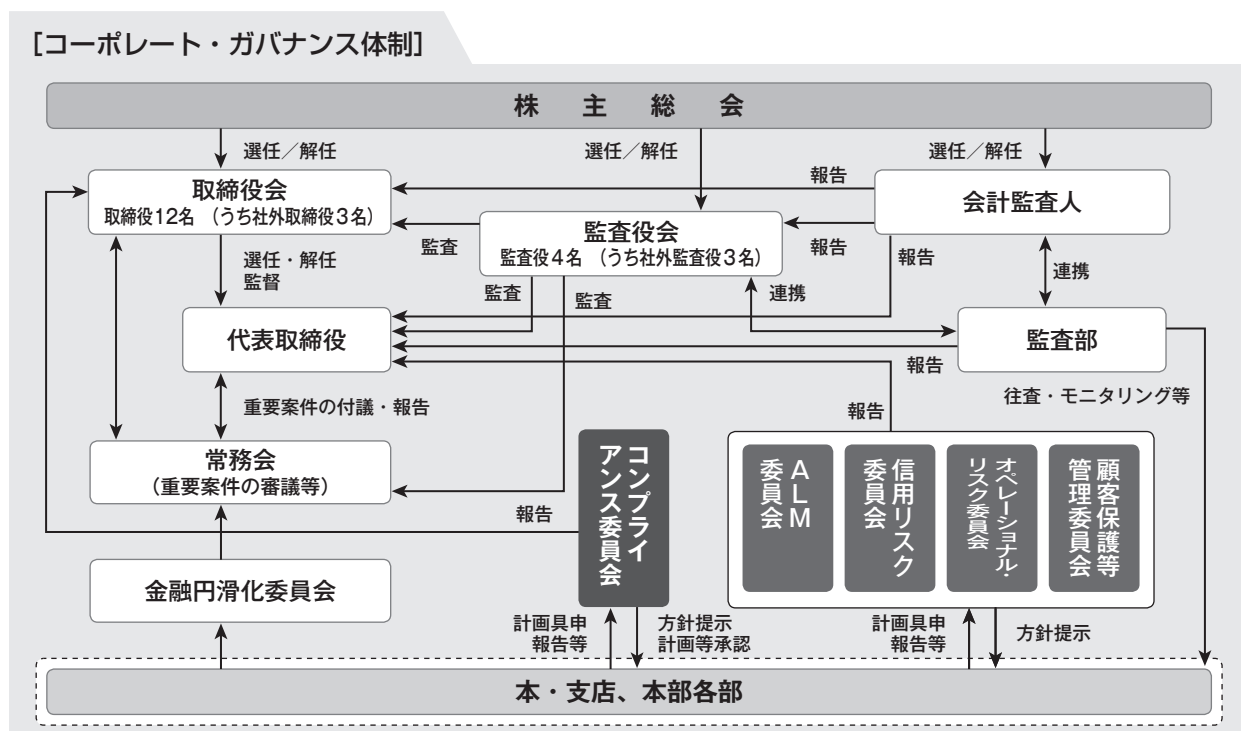 [コーポレート・ガバナンス体制]
株主総会
選任／解任
選任／解任
選任／解任
取締役会
取締役12名 (うち社外取締役3名)
報告
会計監査人
監査役会
監査役4名 (うち社外監査役3名)
監査
報告
報告
選任・解任
監督
監査
監査
連携
連携
代表取締役
監査部
報告
重要案件の付議・報告
往査・モニタリング等
報告
常務会
(重要案件の審議等)
報告
コンプライ
アンス委員会
ALM
委員会
信用リスク
委員会
オペレーショナル・
リスク委員会
顧客保護等
管理委員会
金融円滑化委員会
計画具申
報告等
方針提示
計画等承認
計画具申
報告等
方針提示
本・支店、本部各部